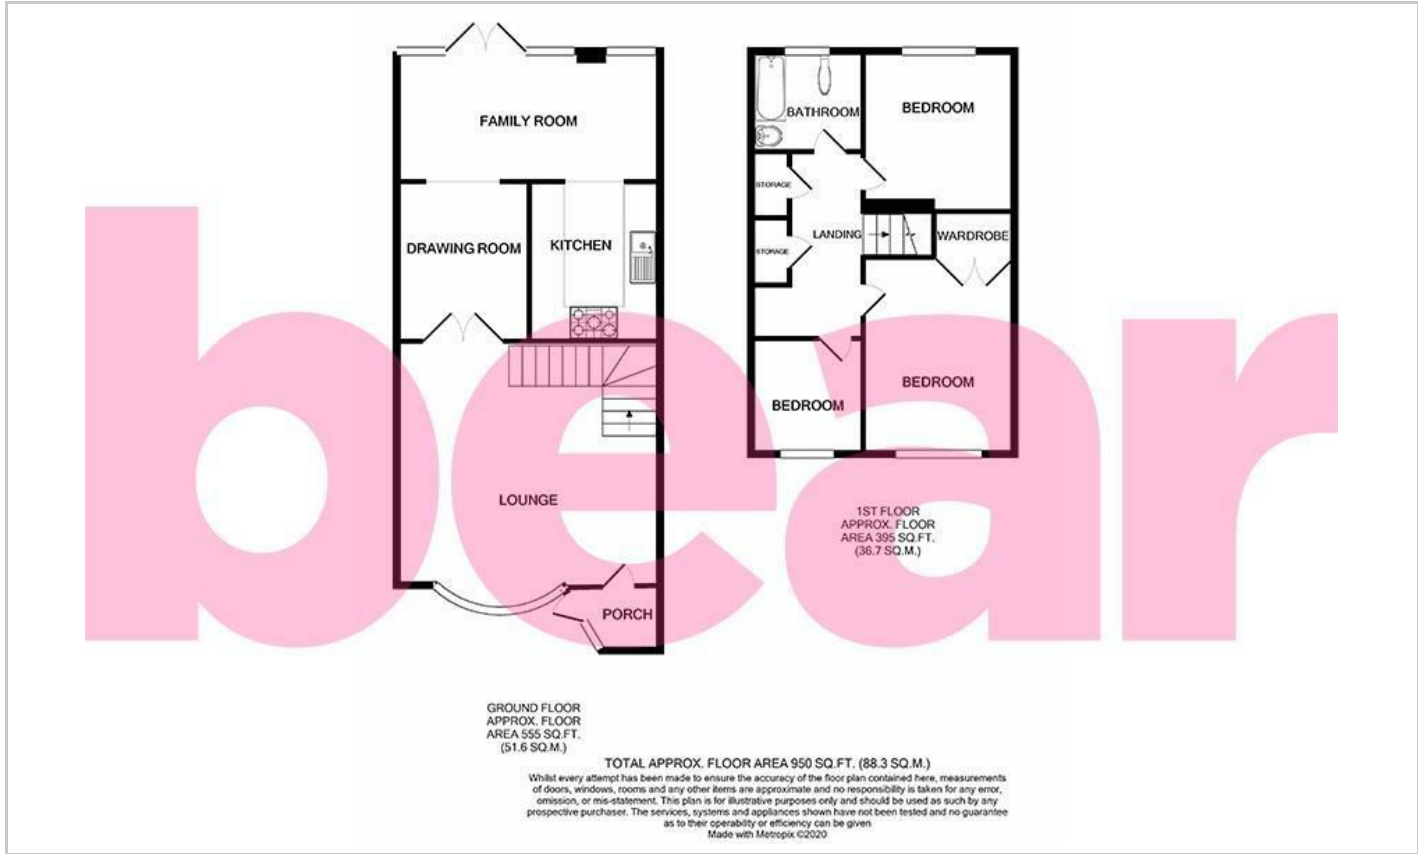 FAMILY ROOM
DRAWING ROOM
KITCHEN
LOUNGE
PORCH
GROUND FLOOR
APPROX. FLOOR
AREA 555 SQ.FT.
(51.6 SQ.M.)
BATHROOM
BEDROOM
STORAGE
STORAGE
LANDING
WARDROBE
BEDROOM
BEDROOM
1ST FLOOR
APPROX. FLOOR
AREA 395 SQ.FT.
(36.7 SQ.M.)
bear
TOTAL APPROX. FLOOR AREA 950 SQ.FT. (88.3 SQ.M.)
Whilst every attempt has been made to ensure the accuracy of the floor plan contained here, measurements
of doors, windows, rooms and any other items are approximate and no responsibility is taken for any error,
omission, or mis-statement. This plan is for illustrative purposes only and should be used as such by any
prospective purchaser. The services, systems and appliances shown have not been tested and no guarantee
as to their operability or efficiency can be given
Made with Metropix ©2020